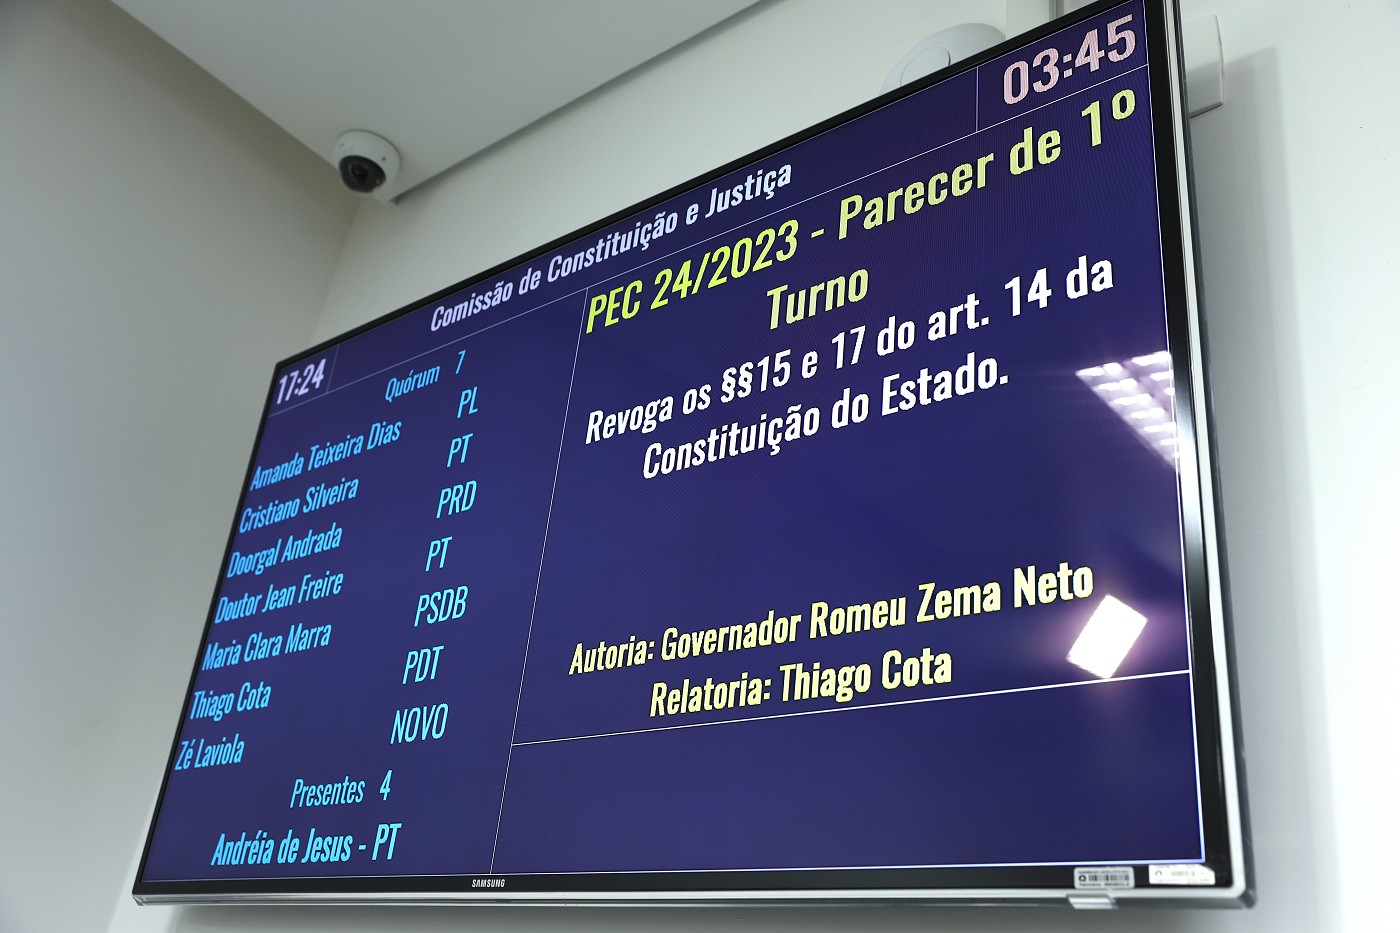 Comissão de Constituição e Justiça
03:45
17:24
Quórum 7
Amanda Teixeira Dias PL
Cristiano Silveira PT
Doorgal Andrada PRD
Doutor Jean Freire PT
Maria Clara Marra PSDB
Thiago Cota PDT
Zé Laviola NOVO
Presentes 4
Andréia de Jesus - PT
PEC 24/2023 - Parecer de 1º
Turno
Revoga os §§15 e 17 do art. 14 da
Constituição do Estado.
Autoria: Governador Romeu Zema Neto
Relatoria: Thiago Cota
SAMSUNG